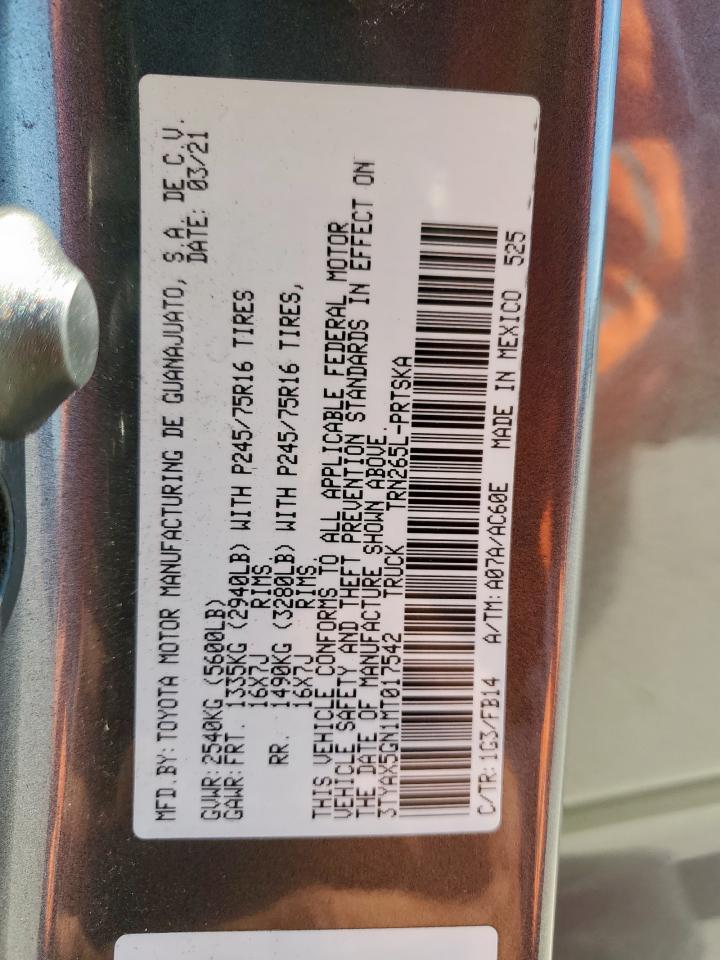 MFD.BY:TOYOTA MOTOR MANUFACTURING DE GUANAJUATO, S.A. DE C.V.
DATE: 03/21
GVWR:2540KG (5600LB)
GAWR:FRT. 1335KG (2940LB) WITH P245/75R16 TIRES
16X7J RIMS
RR. 1490KG (3280LB) WITH P245/75R16 TIRES,
16X7J RIMS.
THIS VEHICLE CONFORMS TO ALL APPLICABLE FEDERAL MOTOR
VEHICLE SAFETY AND THEFT PREVENTION STANDARDS IN EFFECT ON
THE DATE OF MANUFACTURE SHOWN ABOVE.
3TYAX5GN1MT017542 TRUCK TRN265L-PRTSKA
C/TR:1G3/FB14 A/TM:A07A/AC60E MADE IN MEXICO 525